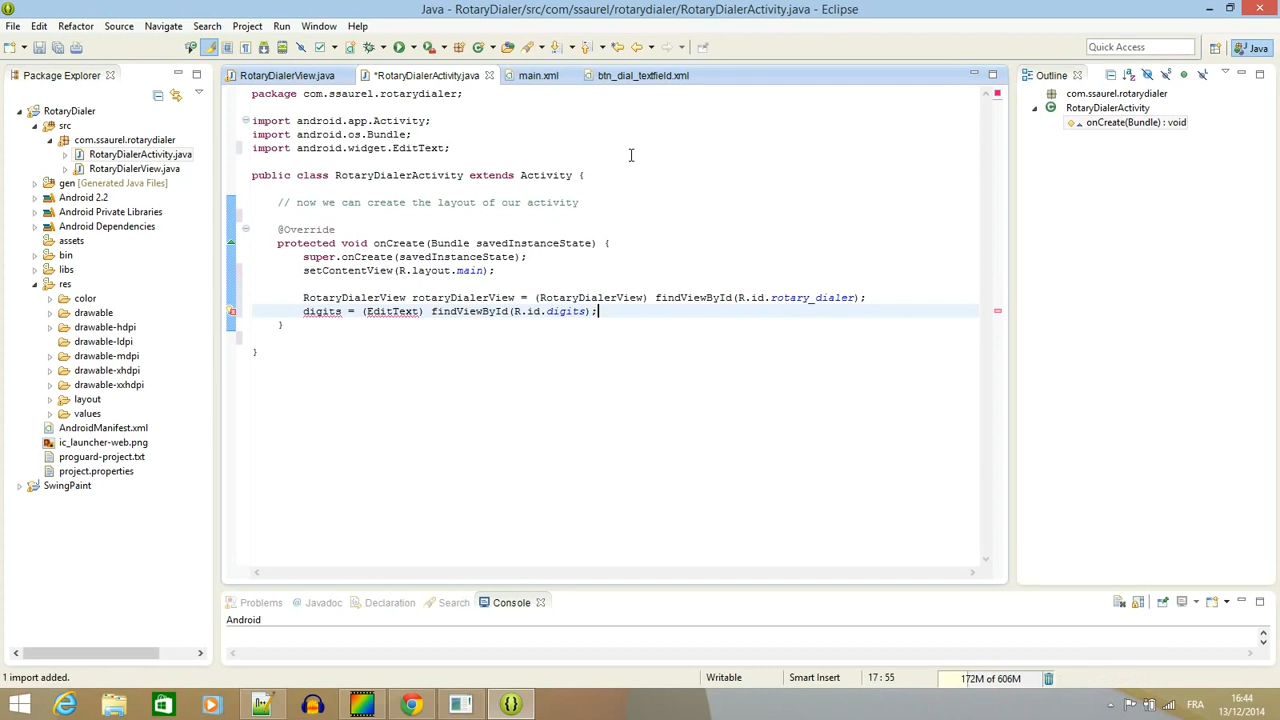 Java - RotaryDialer/src/com/ssaurel/rotarydialer/RotaryDialerActivity.java - Eclipse
File Edit Refactor Source Navigate Search Project Run Window Help
Quick Access
Java
Package Explorer
RotaryDialer
src
com.ssaurel.rotarydialer
RotaryDialerActivity.java
RotaryDialerView.java
gen [Generated Java Files]
Android 2.2
Android Private Libraries
Android Dependencies
assets
bin
libs
res
color
drawable
drawable-hdpi
drawable-ldpi
drawable-mdpi
drawable-xhdpi
drawable-xxhdpi
layout
values
AndroidManifest.xml
ic_launcher-web.png
proguard-project.txt
project.properties
SwingPaint
RotaryDialerView.java *RotaryDialerActivity.java main.xml btn_dial_textfield.xml
package com.ssaurel.rotarydialer;
import android.app.Activity;
import android.os.Bundle;
import android.widget.EditText;
public class RotaryDialerActivity extends Activity {
// now we can create the layout of our activity
@Override
protected void onCreate(Bundle savedInstanceState) {
super.onCreate(savedInstanceState);
setContentView(R.layout.main);
RotaryDialerView rotaryDialerView = (RotaryDialerView) findViewById(R.id.rotary_dialer);
digits = (EditText) findViewById(R.id.digits);
}
}
Outline
com.ssaurel.rotarydialer
RotaryDialerActivity
onCreate(Bundle) : void
Problems Javadoc Declaration Search Console
Android
1 import added.
Writable Smart Insert 17 : 55 172M of 606M
FRA
16:44
13/12/2014